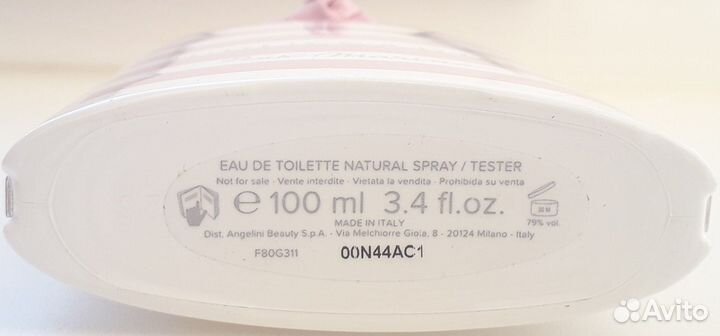 EAU DE TOILETTE NATURAL SPRAY / TESTER
Not for sale - Vente interdite - Vietata la vendita - Prohibida su venta
e 100 ml 3.4 fl.oz.
79% vol.
MADE IN ITALY
Dist. Angelini Beauty S.p.A. - Via Melchiorre Gioia, 8 - 20124 Milano - Italy
F80G311 00N44AC1
Avito